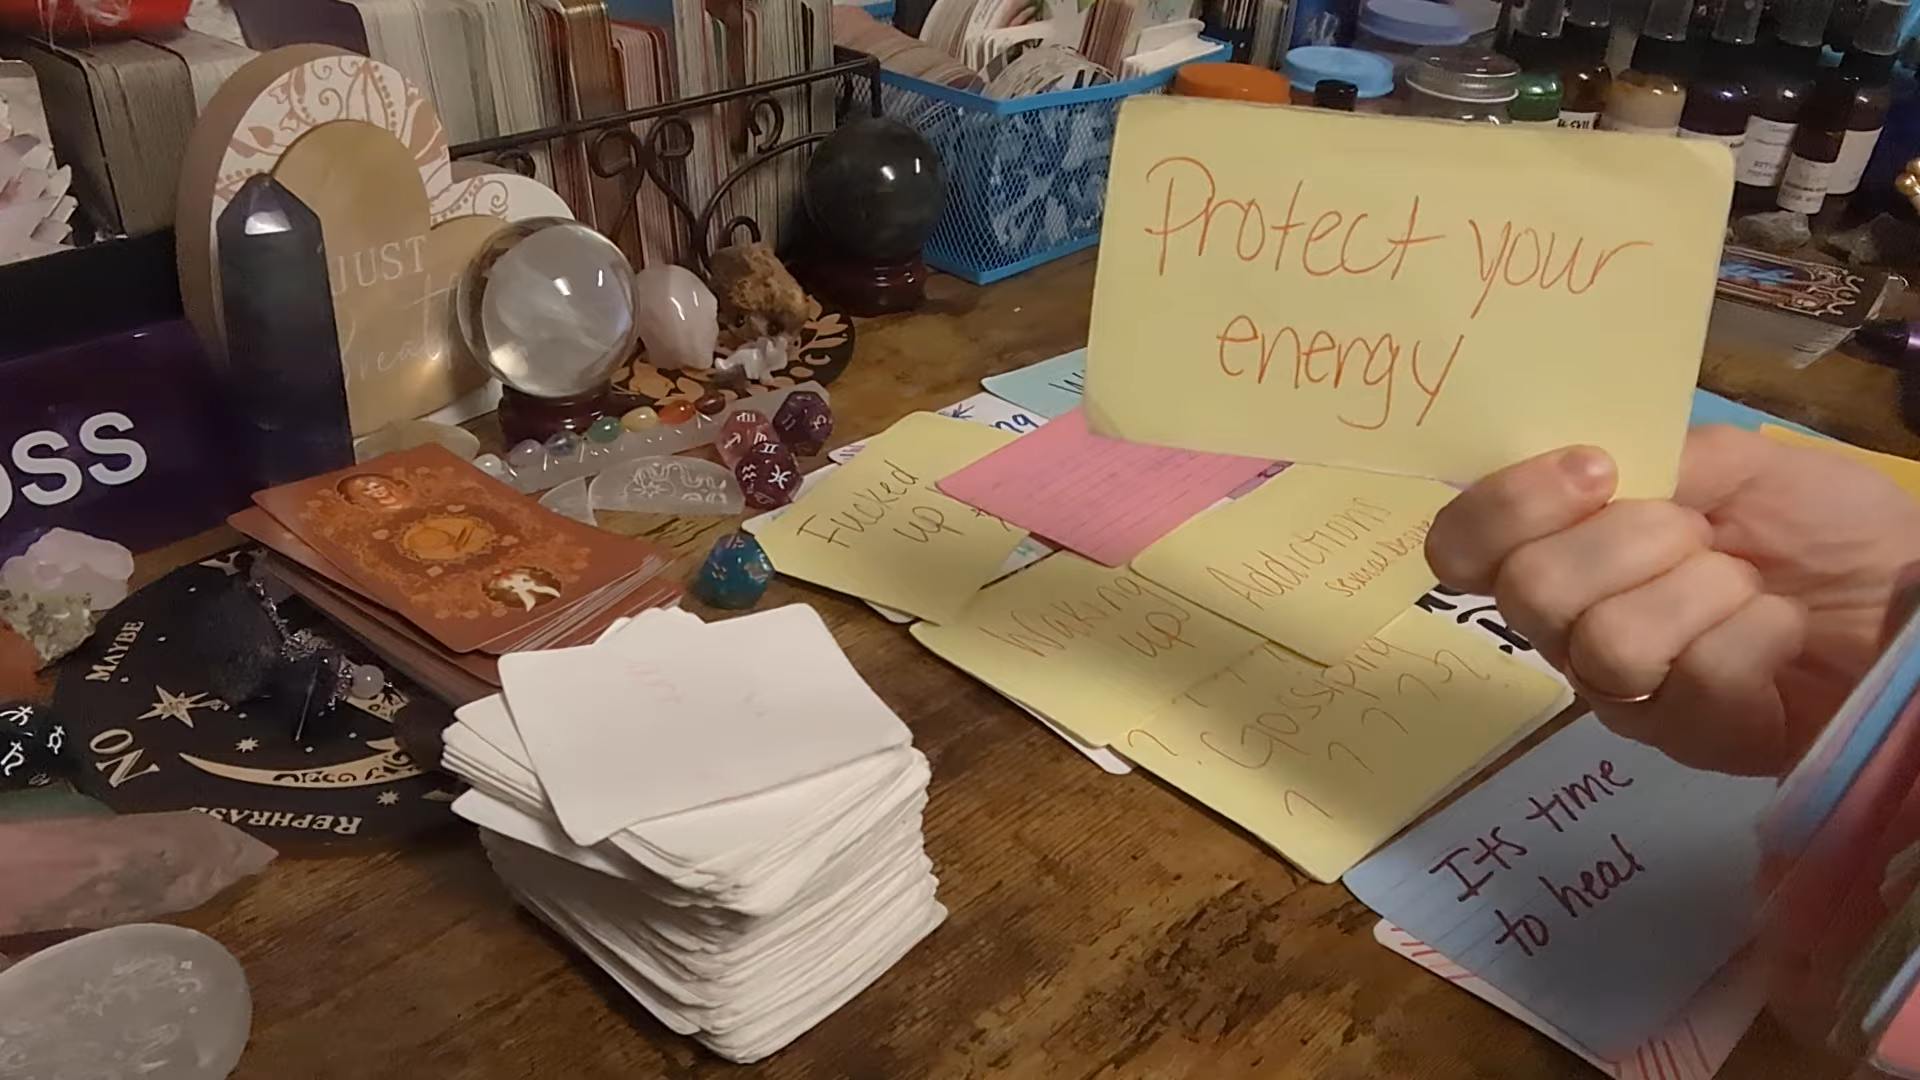 Protect your
energy
JUST
Breathe
OSS
Fucked
up
Addictions
sexual Desire
Waking
up
? ? Gossiping ? ?
? ? ? ?
Its time
to heal
MAYBE
NO
REPHRASE